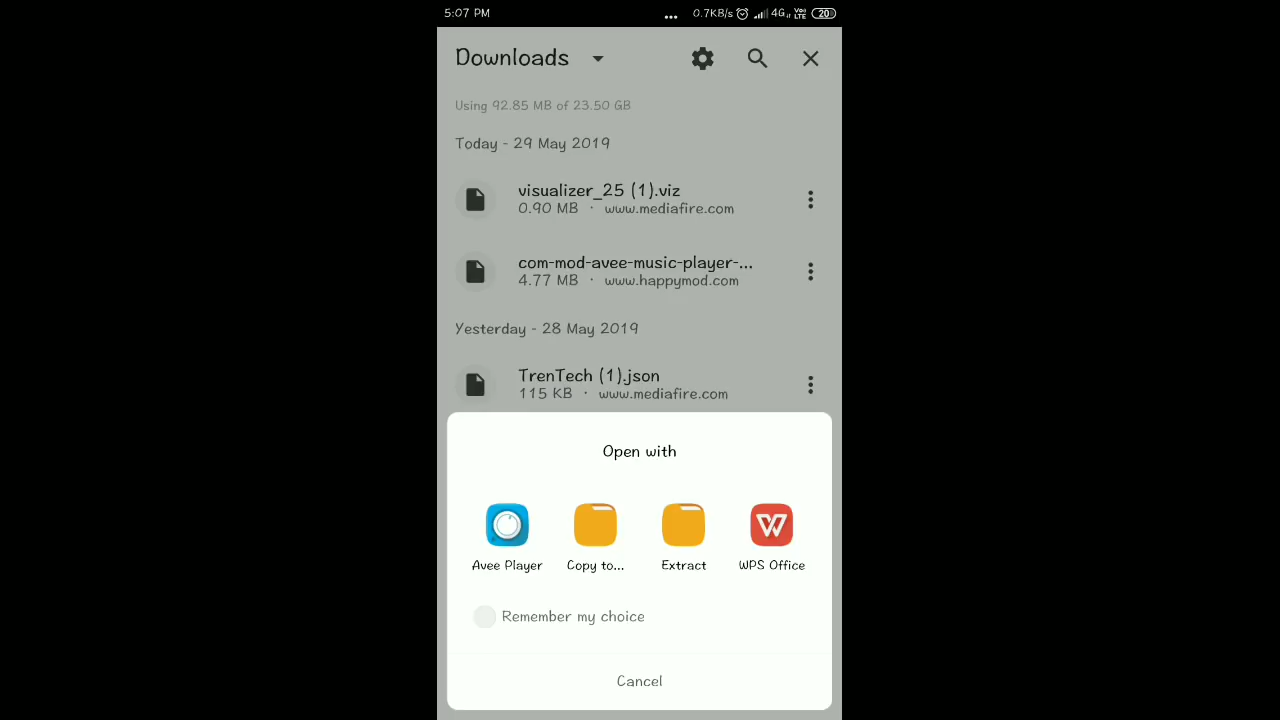 5:07 PM ... 0.7KB/s 4G Vo LTE 20
Downloads
Using 92.85 MB of 23.50 GB
Today - 29 May 2019
visualizer_25 (1).viz
0.90 MB · www.mediafire.com
com-mod-avee-music-player-...
4.77 MB · www.happymod.com
Yesterday - 28 May 2019
TrenTech (1).json
115 KB · www.mediafire.com
Open with
Avee Player Copy to... Extract WPS Office
Remember my choice
Cancel